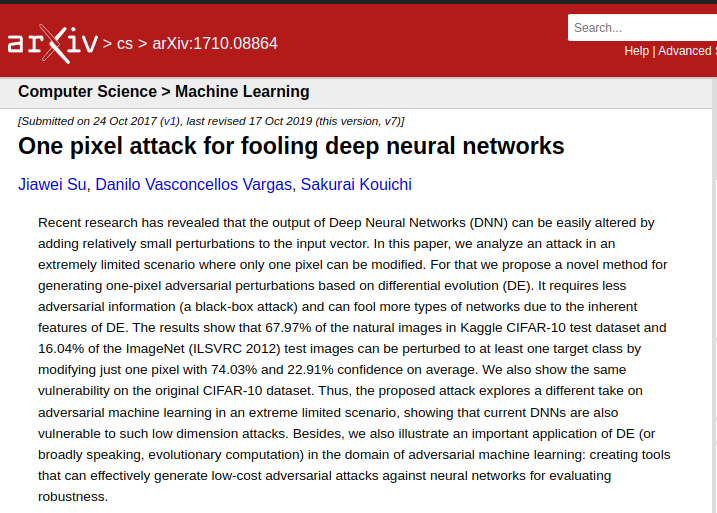 arXiv > cs > arXiv:1710.08864
Search...
Help | Advanced
Computer Science > Machine Learning
[Submitted on 24 Oct 2017 (v1), last revised 17 Oct 2019 (this version, v7)]
One pixel attack for fooling deep neural networks
Jiawei Su, Danilo Vasconcellos Vargas, Sakurai Kouichi
Recent research has revealed that the output of Deep Neural Networks (DNN) can be easily altered by
adding relatively small perturbations to the input vector. In this paper, we analyze an attack in an
extremely limited scenario where only one pixel can be modified. For that we propose a novel method for
generating one-pixel adversarial perturbations based on differential evolution (DE). It requires less
adversarial information (a black-box attack) and can fool more types of networks due to the inherent
features of DE. The results show that 67.97% of the natural images in Kaggle CIFAR-10 test dataset and
16.04% of the ImageNet (ILSVRC 2012) test images can be perturbed to at least one target class by
modifying just one pixel with 74.03% and 22.91% confidence on average. We also show the same
vulnerability on the original CIFAR-10 dataset. Thus, the proposed attack explores a different take on
adversarial machine learning in an extreme limited scenario, showing that current DNNs are also
vulnerable to such low dimension attacks. Besides, we also illustrate an important application of DE (or
broadly speaking, evolutionary computation) in the domain of adversarial machine learning: creating tools
that can effectively generate low-cost adversarial attacks against neural networks for evaluating
robustness.